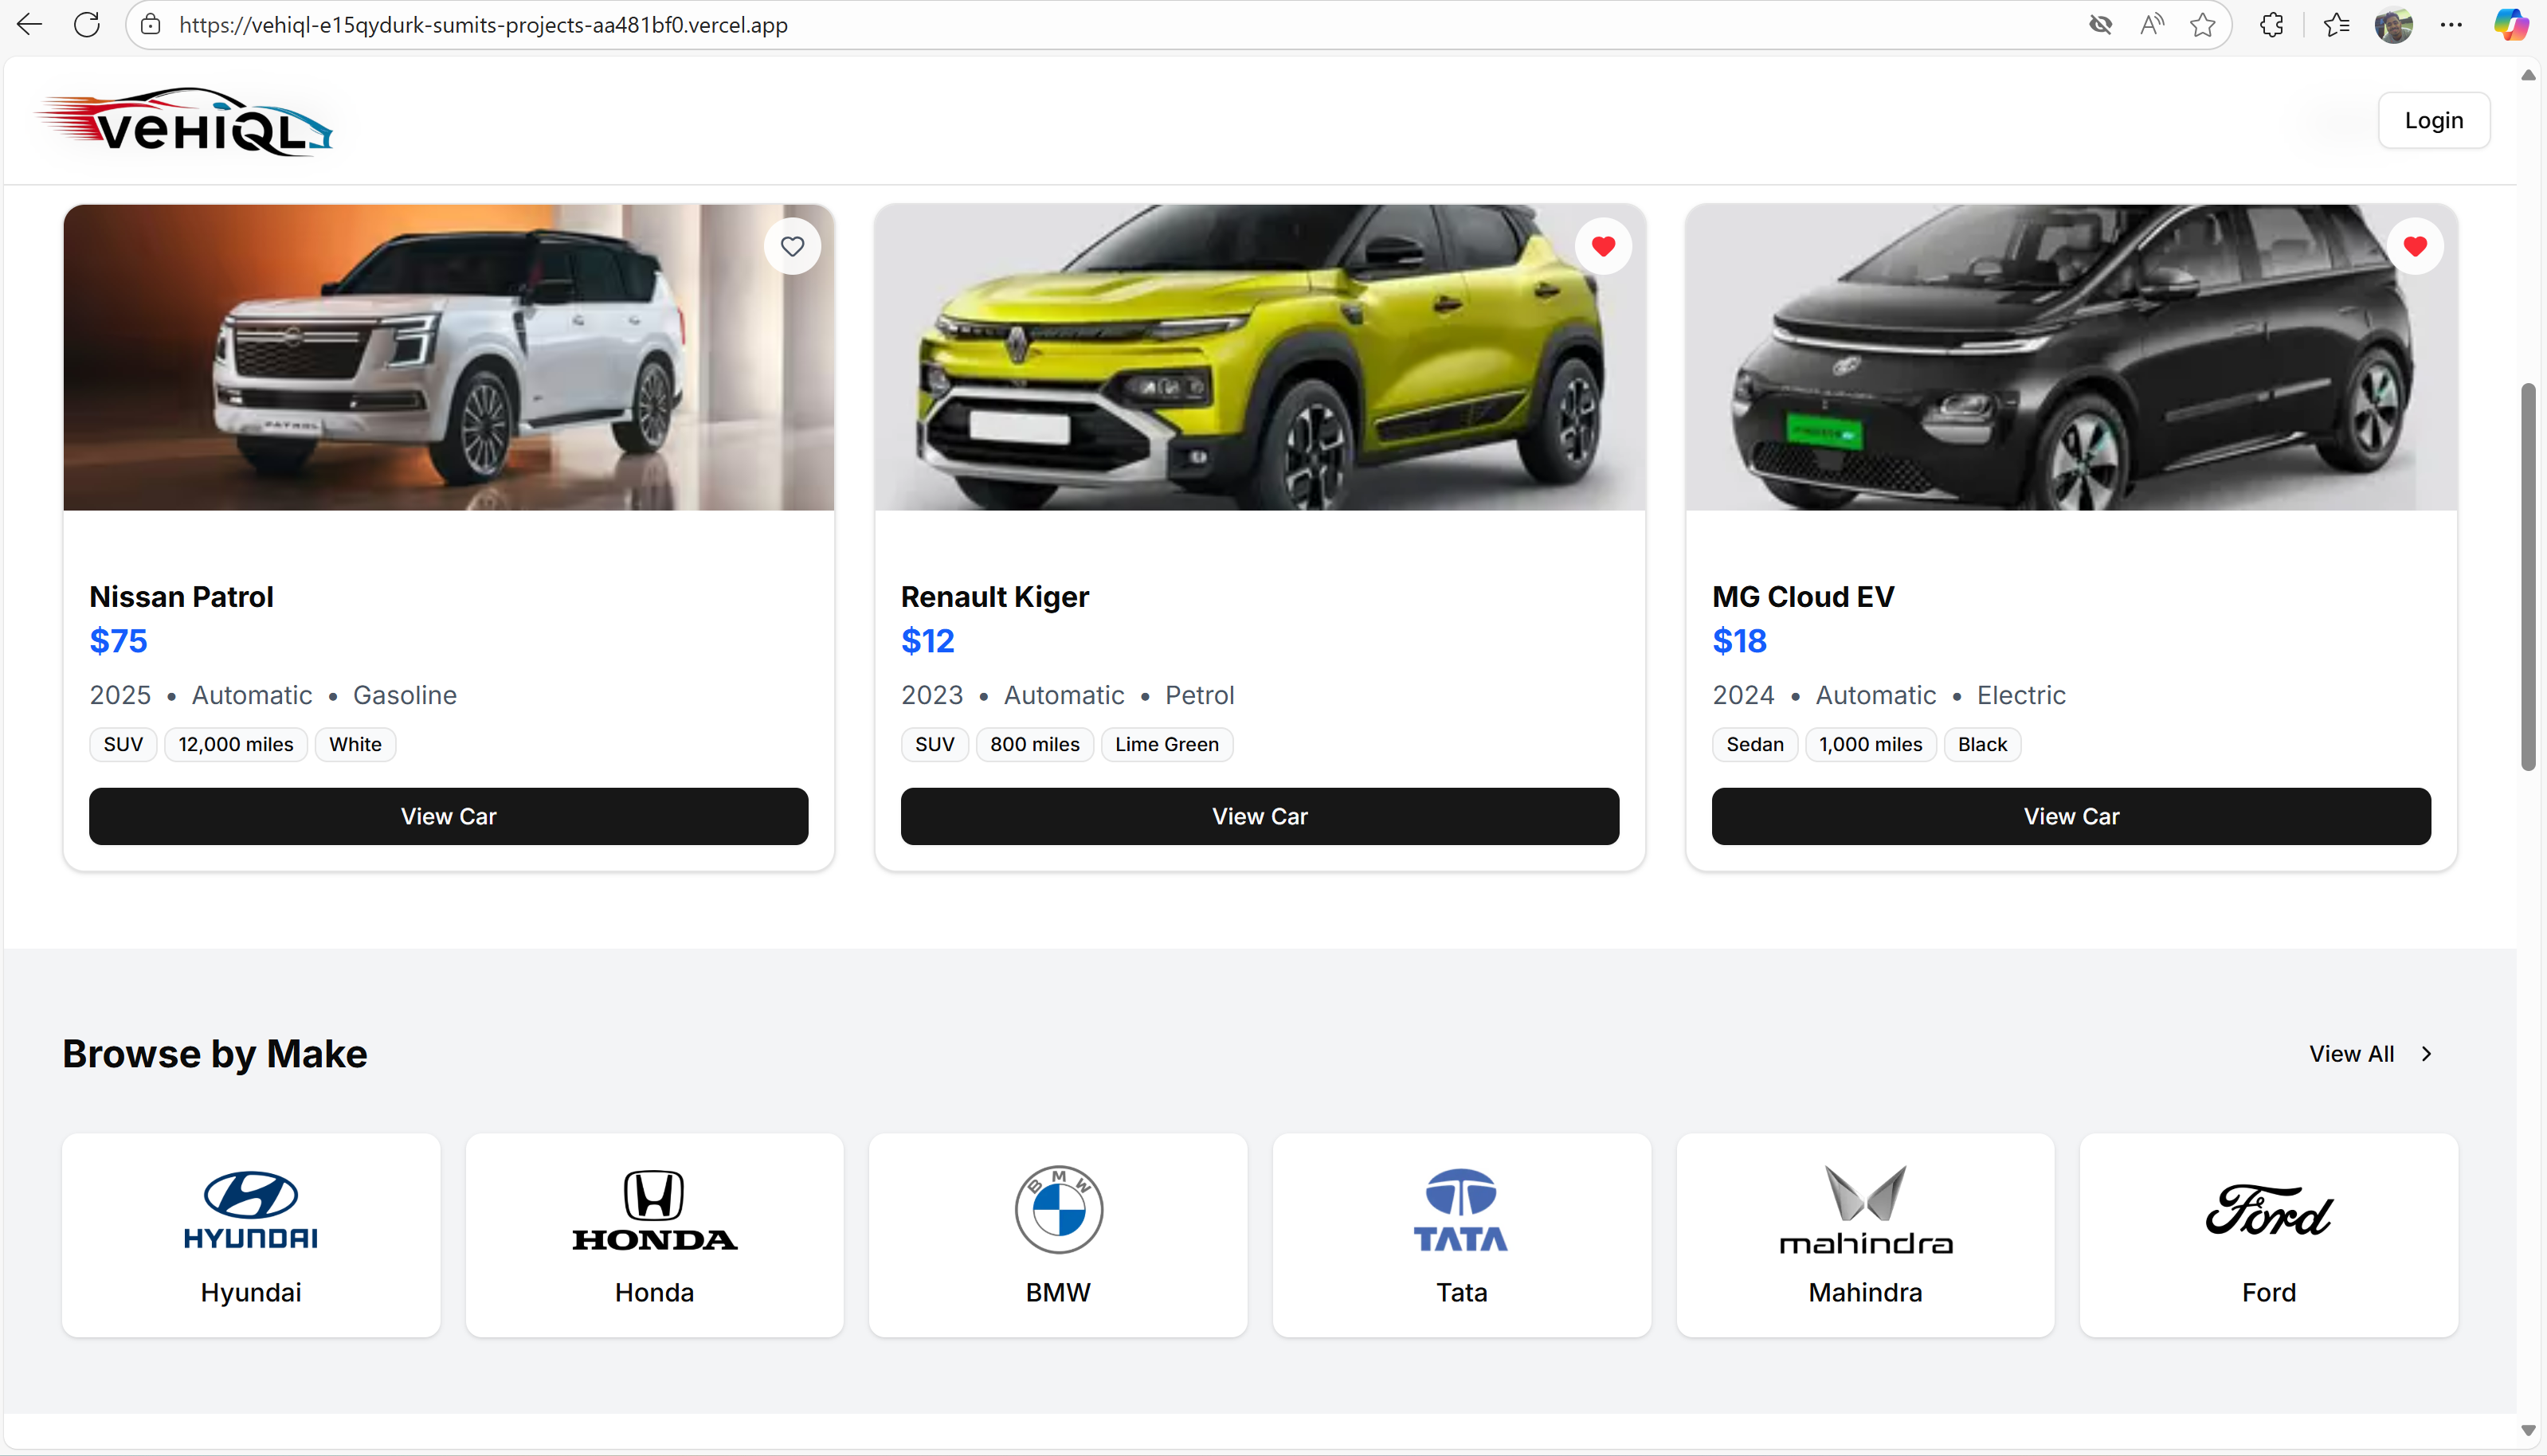 https://vehiql-e15qydurk-sumits-projects-aa481bf0.vercel.app
VEHIQL
Login
PATROL
Nissan Patrol
$75
2025 • Automatic • Gasoline
SUV 12,000 miles White
View Car
Renault Kiger
$12
2023 • Automatic • Petrol
SUV 800 miles Lime Green
View Car
MG Cloud EV
$18
2024 • Automatic • Electric
Sedan 1,000 miles Black
View Car
Browse by Make
View All
HYUNDAI
Hyundai
HONDA
Honda
BMW
BMW
TATA
Tata
mahindra
Mahindra
Ford
Ford